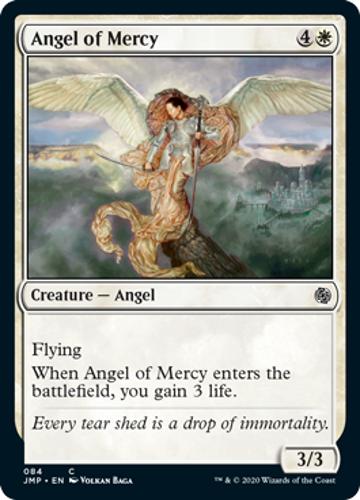 Angel of Mercy 4
Creature — Angel
Flying
When Angel of Mercy enters the
battlefield, you gain 3 life.
Every tear shed is a drop of immortality.
3/3
084 C
JMP • EN VOLKAN BAGA
™ & © 2020 Wizards of the Coast